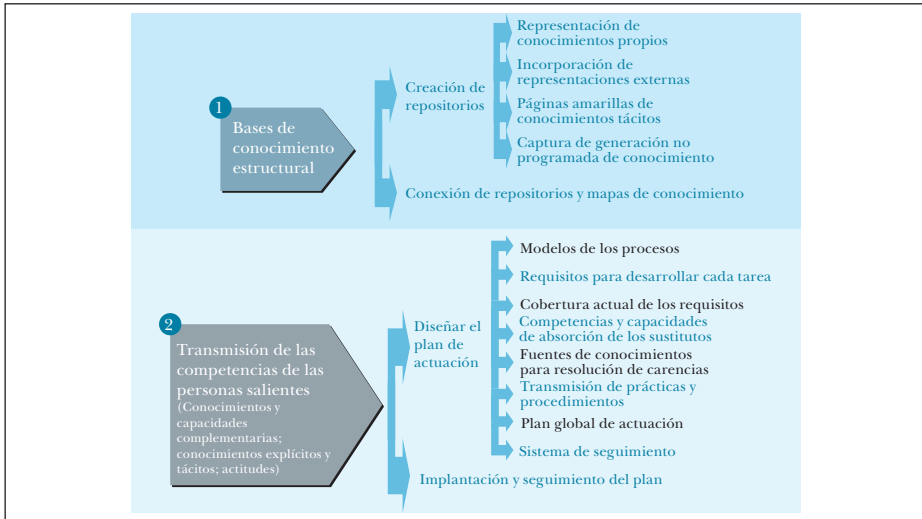 1
Bases de
conocimiento
estructural
Creación de
repositorios
Representación de
conocimientos propios
Incorporación de
representaciones externas
Páginas amarillas de
conocimientos tácitos
Captura de generación no
programada de conocimiento
Conexión de repositorios y mapas de conocimiento
2
Transmisión de las
competencias de las
personas salientes
(Conocimientos y
capacidades
complementarias;
conocimientos explícitos y
tácitos; actitudes)
Diseñar el
plan de
actuación
Modelos de los procesos
Requisitos para desarrollar cada tarea
Cobertura actual de los requisitos
Competencias y capacidades
de absorción de los sustitutos
Fuentes de conocimientos
para resolución de carencias
Transmisión de prácticas y
procedimientos
Plan global de actuación
Sistema de seguimiento
Implantación y seguimiento del plan